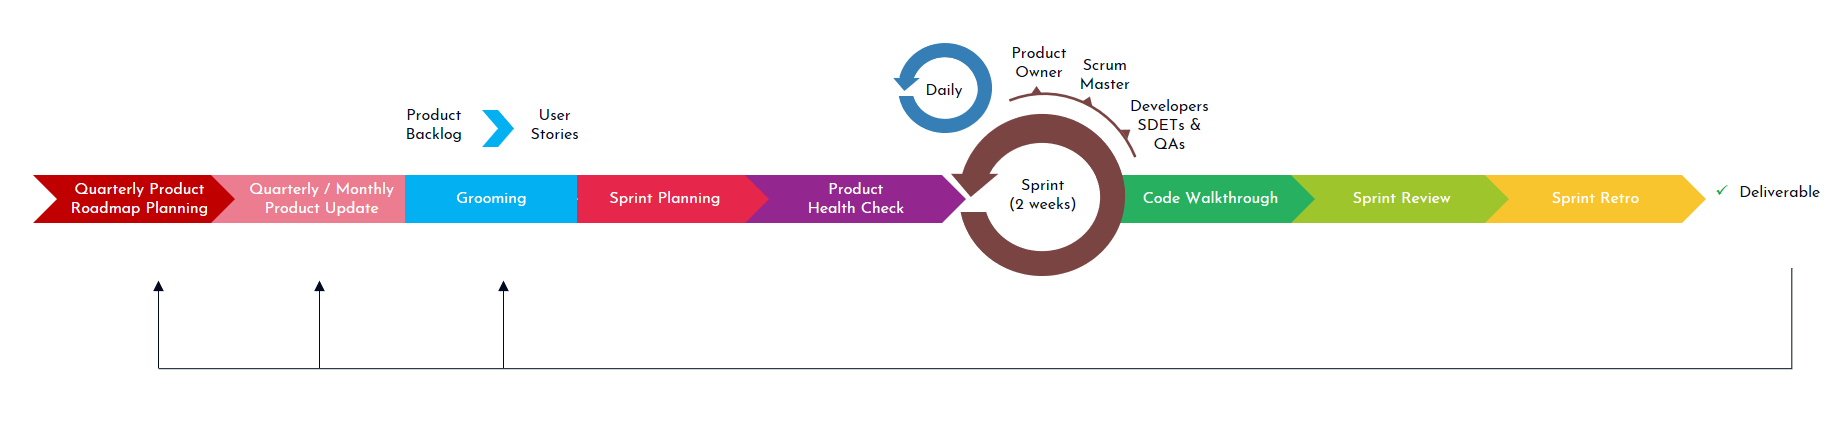 Product
Owner
Scrum
Master
Daily
Developers
SDETs &
QAs
Product
Backlog
User
Stories
Quarterly Product
Roadmap Planning
Quarterly / Monthly
Product Update
Grooming
Sprint Planning
Product
Health Check
Sprint
(2 weeks)
Code Walkthrough
Sprint Review
Sprint Retro
✓ Deliverable